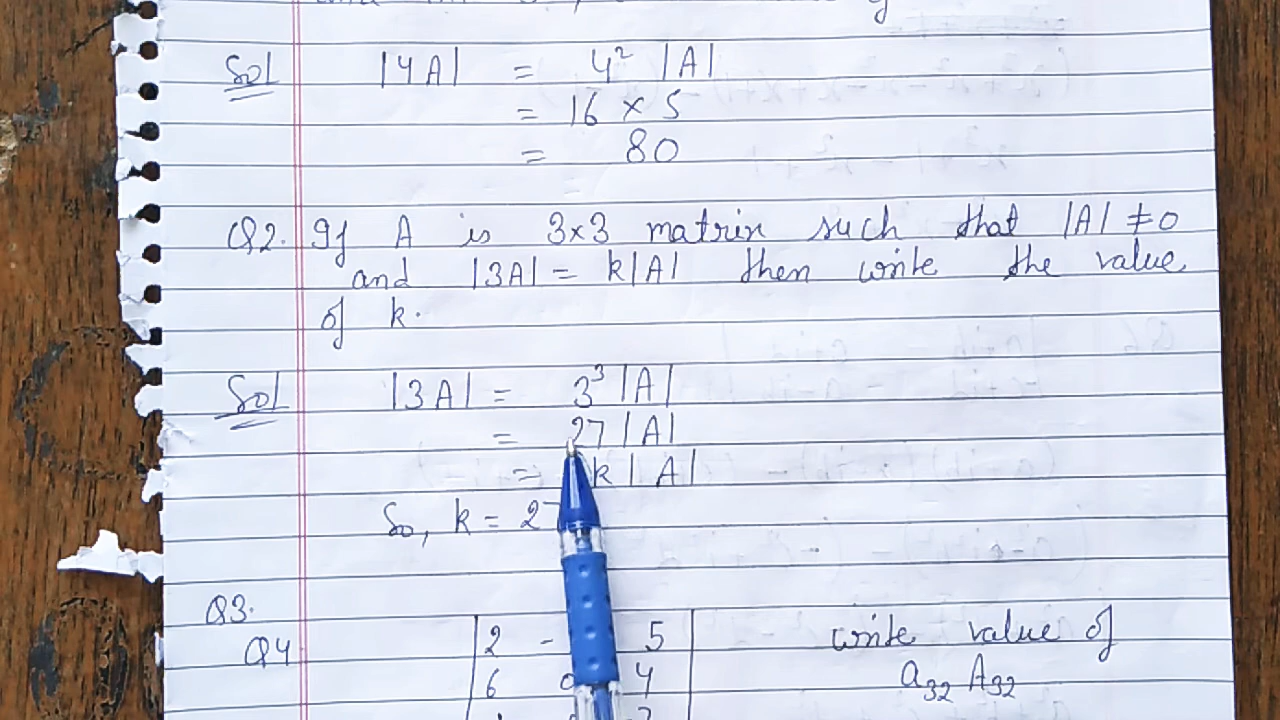 Sol |4A| = 4² |A|
= 16 × 5
= 80
Q2. If A is 3×3 matrix such that |A| ≠ 0
and |3A| = k|A| then write the value
of k.
Sol |3A| = 3³ |A|
= 27 |A|
= k | A|
So, k = 2
Q3.
Q4 | 2 - 5 | write value of
6 4 a₃₂ A₃₂